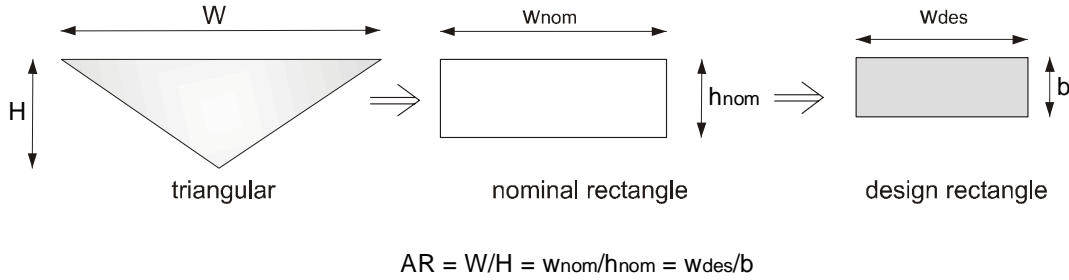 W
wnom
wdes
H
hnom
b
triangular
nominal rectangle
design rectangle
AR = W/H = wnom/hnom = wdes/b